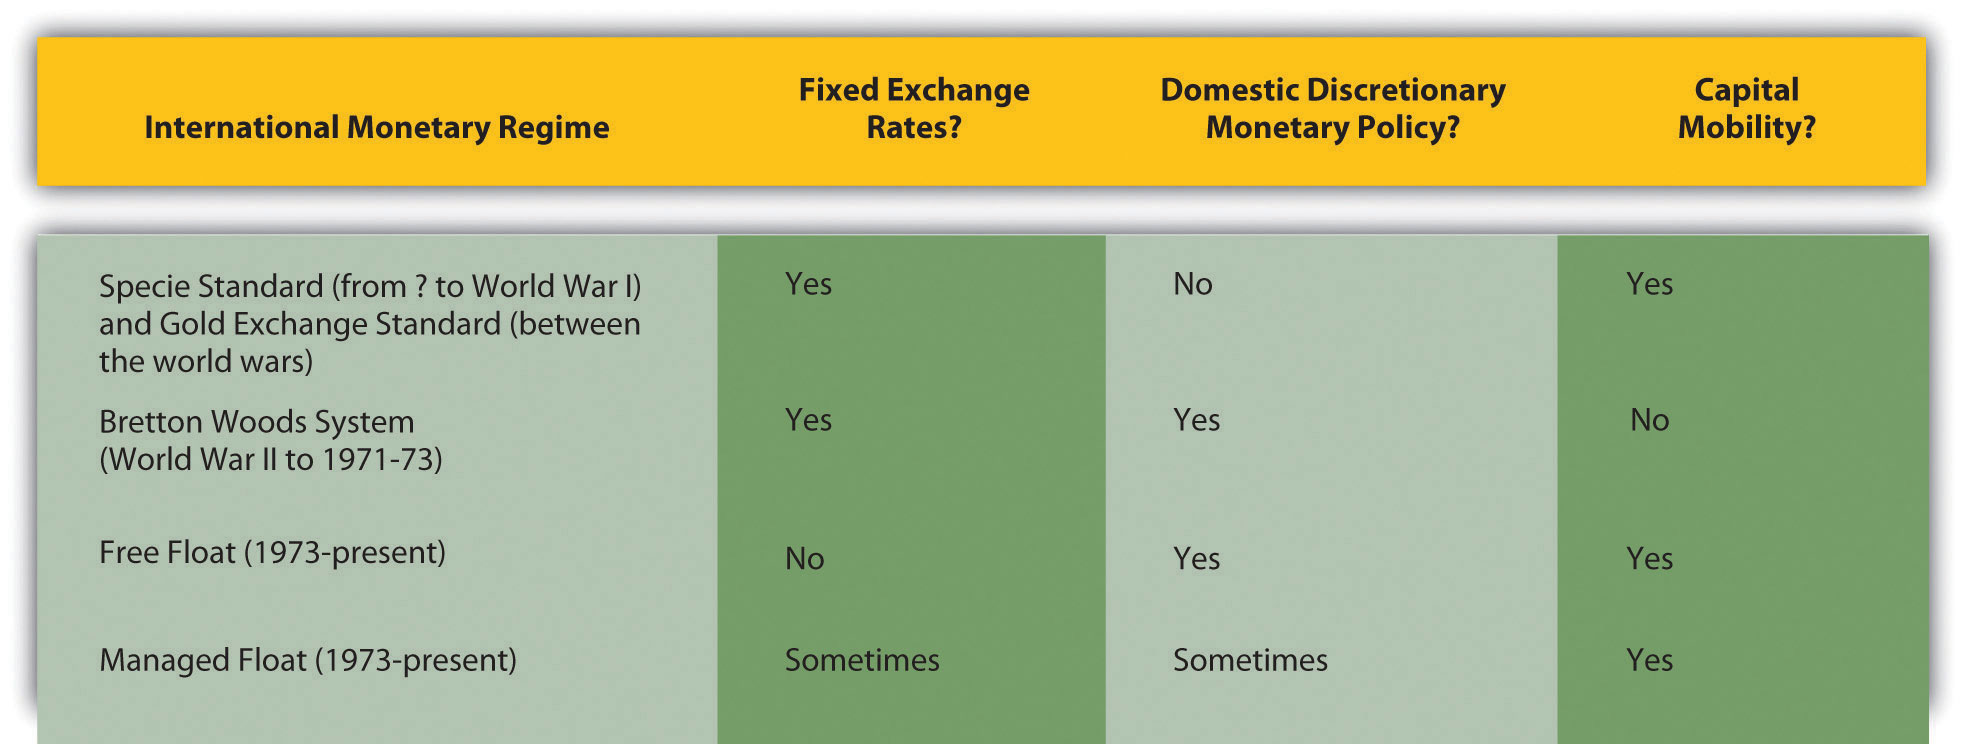 International Monetary Regime
Fixed Exchange
Rates?
Domestic Discretionary
Monetary Policy?
Capital
Mobility?
Specie Standard (from ? to World War I)
and Gold Exchange Standard (between
the world wars)
Yes
No
Yes
Bretton Woods System
(World War II to 1971-73)
Yes
Yes
No
Free Float (1973-present)
No
Yes
Yes
Managed Float (1973-present)
Sometimes
Sometimes
Yes